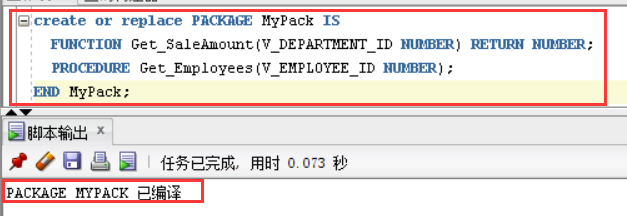 create or replace PACKAGE MyPack IS
FUNCTION Get_SaleAmount(V_DEPARTMENT_ID NUMBER) RETURN NUMBER;
PROCEDURE Get_Employees(V_EMPLOYEE_ID NUMBER);
END MyPack;
脚本输出 ×
任务已完成, 用时 0.073 秒
PACKAGE MYPACK 已编译